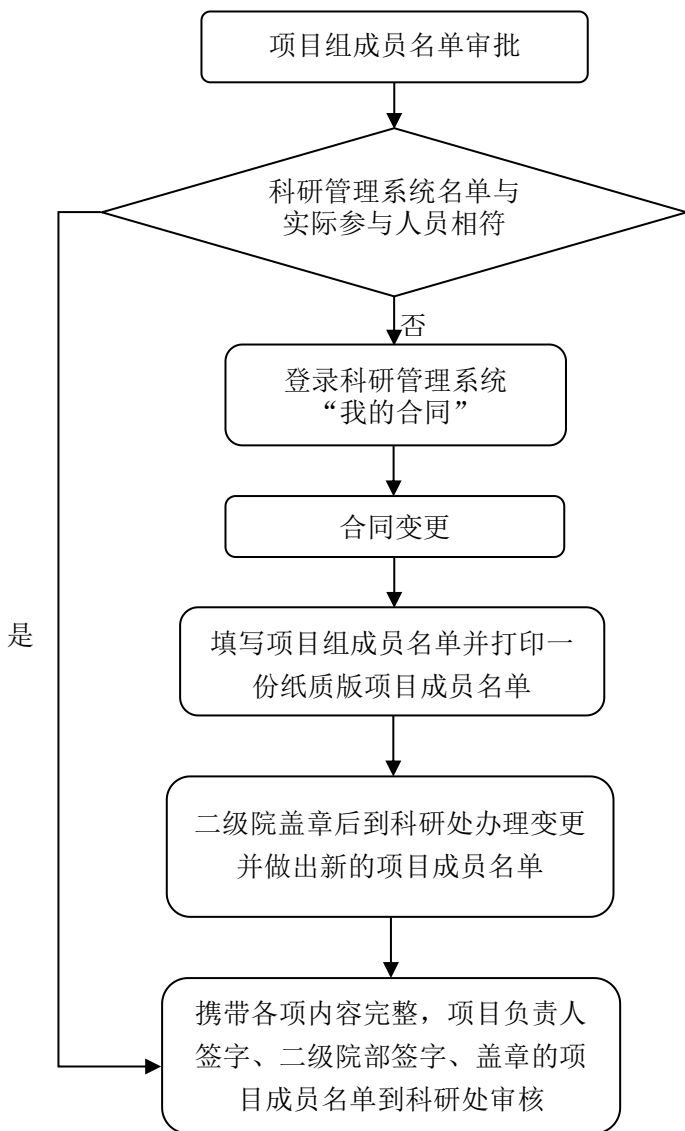 项目组成员名单审批
科研管理系统名单与
实际参与人员相符
否
登录科研管理系统
“我的合同”
合同变更
是
填写项目组成员名单并打印一
份纸质版项目成员名单
二级院盖章后到科研处办理变更
并做出新的项目成员名单
携带各项内容完整，项目负责人
签字、二级院部签字、盖章的项
目成员名单到科研处审核